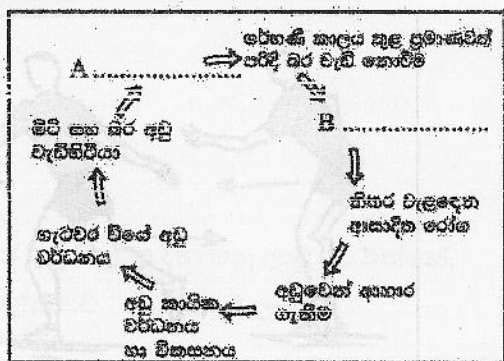 A ....................
ගර්භණී කාලය තුළ ප්‍රමාණවත්
පරිදි බර වැඩි නොවීම
B ....................
නිතර වැළඳෙන
ආසාදිත රෝග
අඩුවෙන් ආහාර
ගැනීම
අඩු කායික
වර්ධනය
හා විකසනය
ගැටවර වියේ අඩු
වර්ධනය
මිටි සහ බර අඩු
වැඩිහිටියා